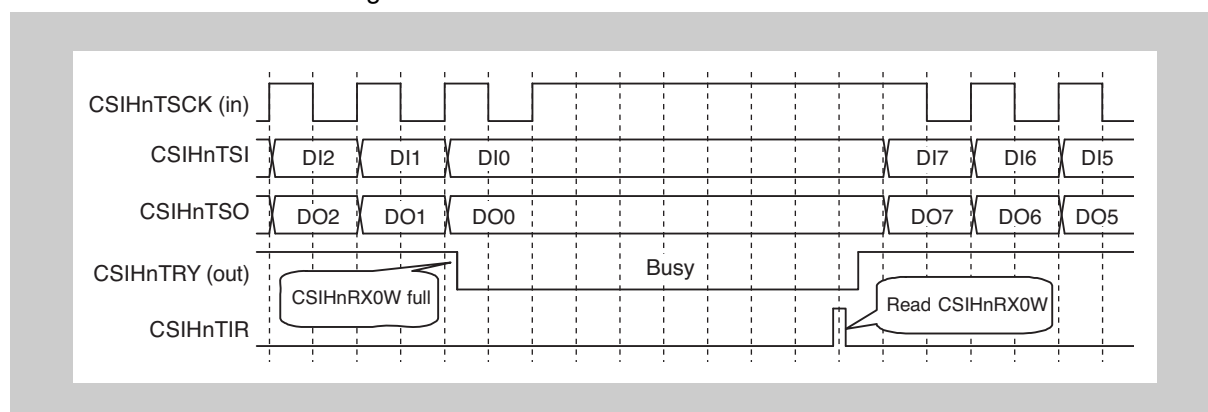 CSIHnTSCK (in)
CSIHnTSI DI2 DI1 DI0 DI7 DI6 DI5
CSIHnTSO DO2 DO1 DO0 DO7 DO6 DO5
CSIHnTRY (out) Busy
CSIHnRX0W full
Read CSIHnRX0W
CSIHnTIR